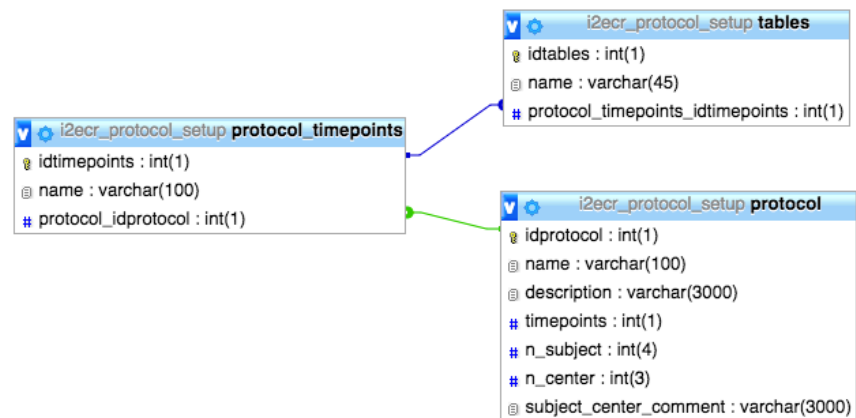 i2ecr_protocol_setup tables
idtables : int(1)
name : varchar(45)
protocol_timepoints_idtimepoints : int(1)
i2ecr_protocol_setup protocol_timepoints
idtimepoints : int(1)
name : varchar(100)
protocol_idprotocol : int(1)
i2ecr_protocol_setup protocol
idprotocol : int(1)
name : varchar(100)
description : varchar(3000)
timepoints : int(1)
n_subject : int(4)
n_center : int(3)
subject_center_comment : varchar(3000)